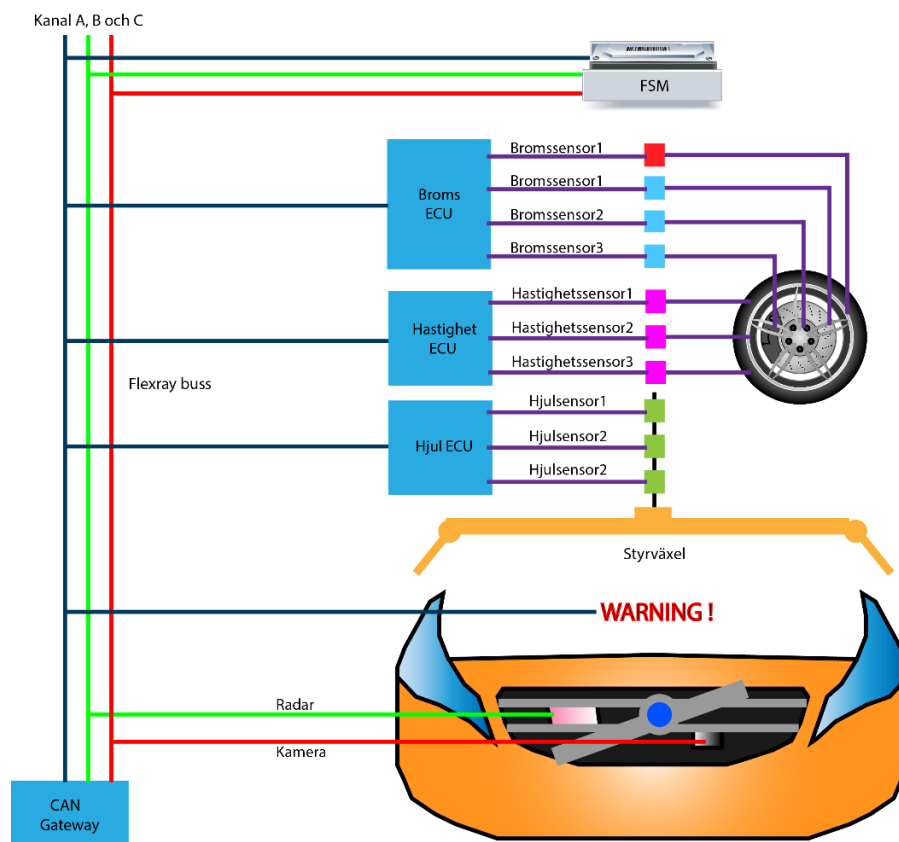 Kanal A, B och C
FSM
Bromssensor1
Bromssensor1
Broms
ECU
Bromssensor2
Bromssensor3
Hastighetssensor1
Hastighet
ECU
Hastighetssensor2
Hastighetssensor3
Flexray buss
Hjulsensor1
Hjul ECU
Hjulsensor2
Hjulsensor2
Styrväxel
WARNING !
Radar
Kamera
CAN
Gateway